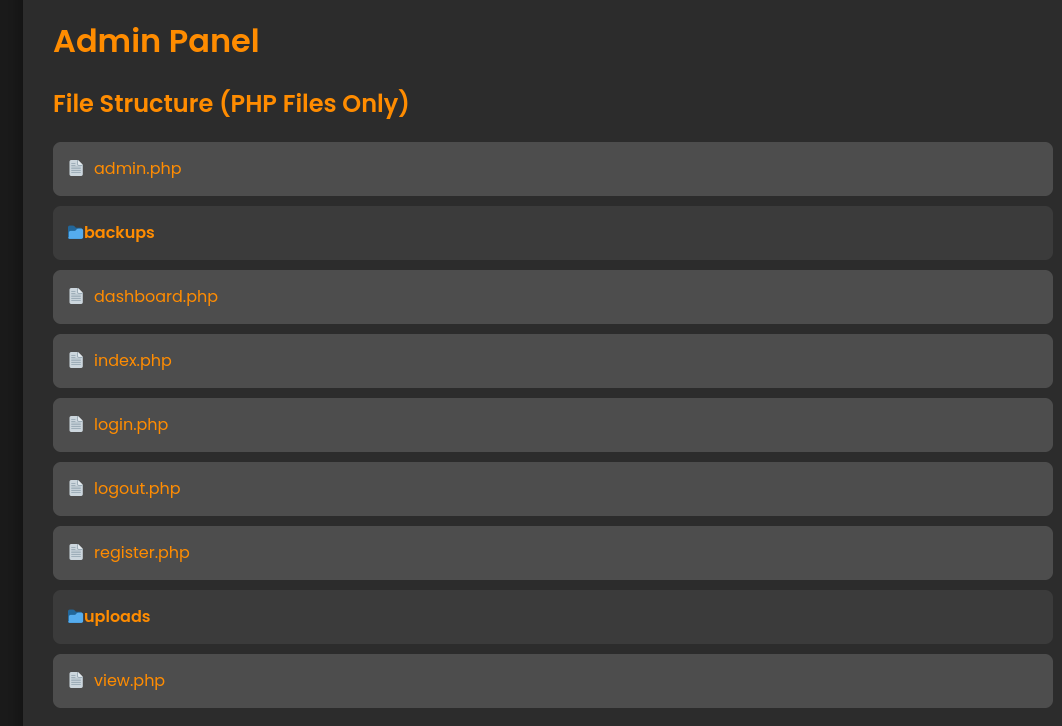 Admin Panel
File Structure (PHP Files Only)
admin.php
backups
dashboard.php
index.php
login.php
logout.php
register.php
uploads
view.php